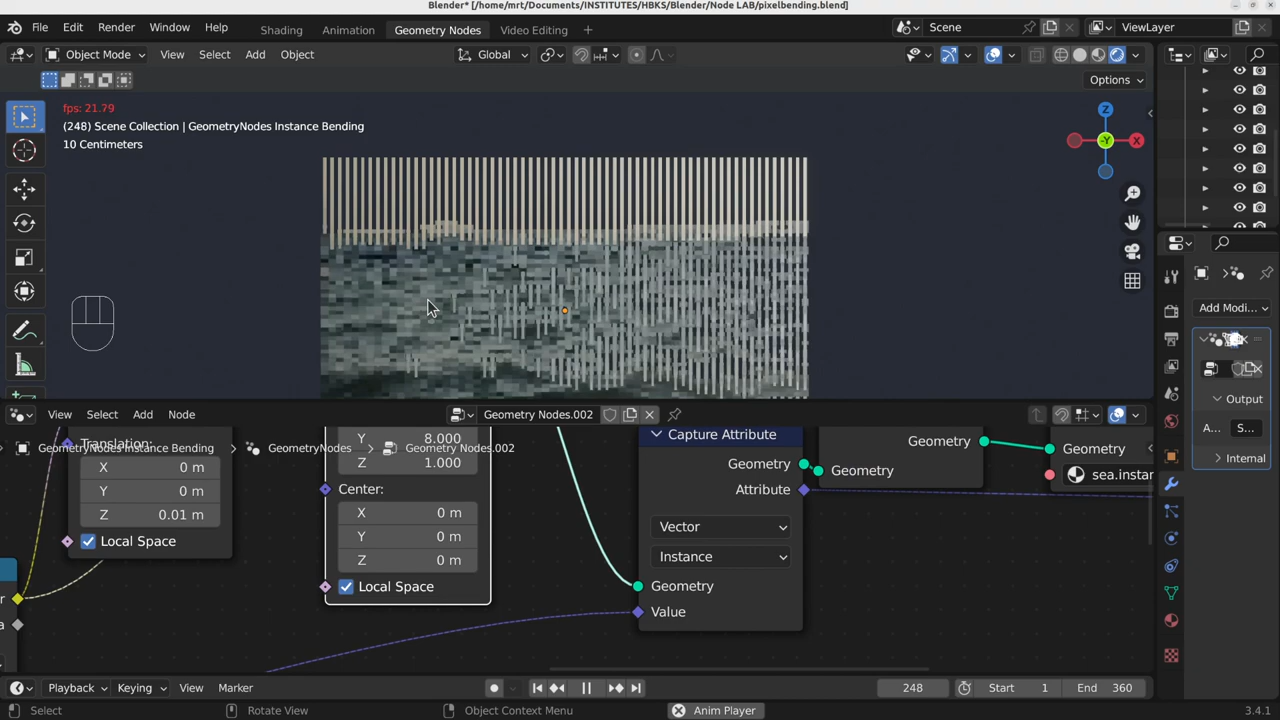 Blender* [/home/mrt/Documents/INSTITUTES/HBKS/Blender/Node LAB/pixelbending.blend]
File Edit Render Window Help Shading Animation Geometry Nodes Video Editing + Scene ViewLayer
Object Mode View Select Add Object Global
Options
fps: 21.79
(248) Scene Collection | GeometryNodes Instance Bending
10 Centimeters
Z
X
-Y
Add Modi...
Output
A... S...
Internal
View Select Add Node Geometry Nodes.002
Translation:
GeometryNodes Instance Bending > GeometryNodes > Geometry Nodes.002
X 0 m
Y 0 m
Z 0.01 m
Local Space
Y 8.000
Z 1.000
Center:
X 0 m
Y 0 m
Z 0 m
Local Space
Capture Attribute
Geometry
Attribute
Vector
Instance
Geometry
Value
Geometry
Geometry
Geometry
sea.instar
Playback Keying View Marker 248 Start 1 End 360
Select Rotate View Object Context Menu Anim Player 3.4.1